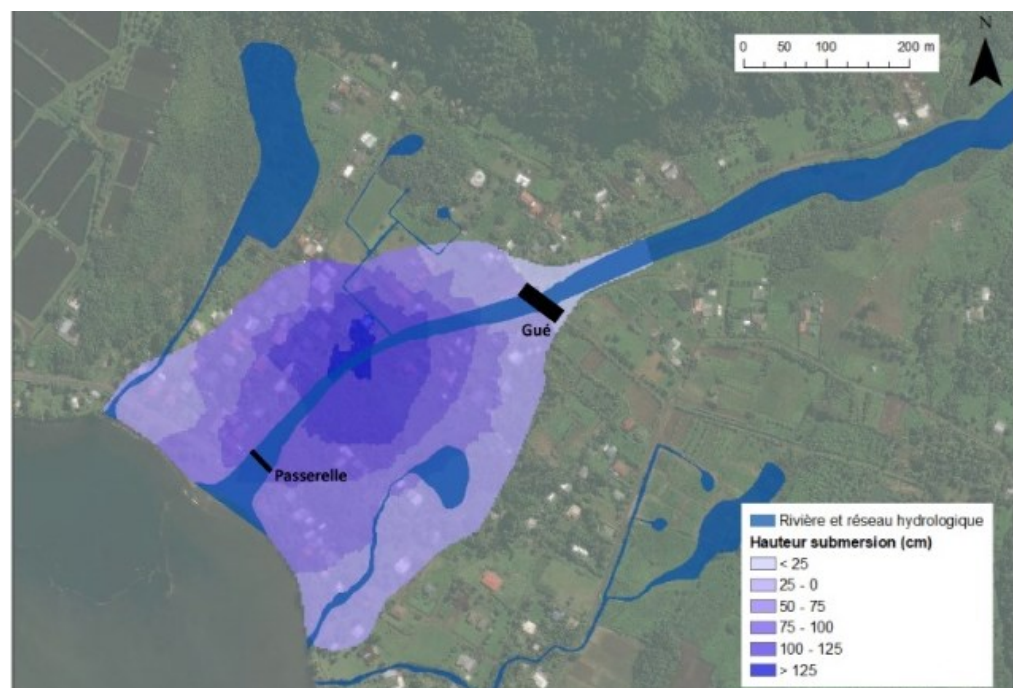 N
0 50 100 200 m
Gué
Passerelle
Rivière et réseau hydrologique
Hauteur submersion (cm)
< 25
25 - 0
50 - 75
75 - 100
100 - 125
> 125